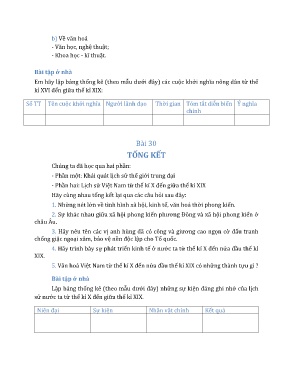 6) Về văn hoá
- Văn học, nghệ thuật;
- Khoa học - kĩ thuật.
Bài tập ở nhà
Em hãy lập bảng thống kê (theo mẫu dưới đây) các cuộc khởi nghĩa nông dân từ thế
kỉ XVI đến giữa thế kỉ XIX:
Số TT Tên cuộc khởi nghĩa Người lãnh đạo Thời gian Tóm tắt diễn biến Ý nghĩa
chính
Bài 30
TỔNG KẾT
Chúng ta đã học qua hai phần:
- Phần một: Khái quát lịch sử thế giới trung đại
- Phần hai: Lịch sử Việt Nam từ thế kỉ X đến giữa thế kỉ XIX
Hãy cùng nhau tổng kết lại qua các câu hỏi sau đây:
1. Những nét lớn về tình hình xã hội, kinh tế, văn hoá thời phong kiến.
2. Sự khác giữa xã hội phong kiến phương Đông và xã hội phong kiến ở
châu Âu.
3. Hãy nêu tên các vị anh hùng đã có công và giương cao ngọn cờ đấu tranh
chống giặc ngoại xâm, bảo vệ nền độc lập cho Tổ quốc.
4. Hãy trình bày sự phát triển kinh tế ở nước ta từ thế kỉ X đến nửa đầu thế kỉ
XIX.
5. Văn hoá Việt Nam từ thế kỉ X đến nửa đầu thế kỉ XIX có những thành tựu gì ?
Bài tập ở nhà
Lập bảng thống kê (theo mẫu dưới đây) những sự kiện đáng ghi nhớ của lịch
sử nước ta từ thế kỉ X đến giữa thế kỉ XIX.
Niên đại Sự kiện Nhân vật chính Kết quả